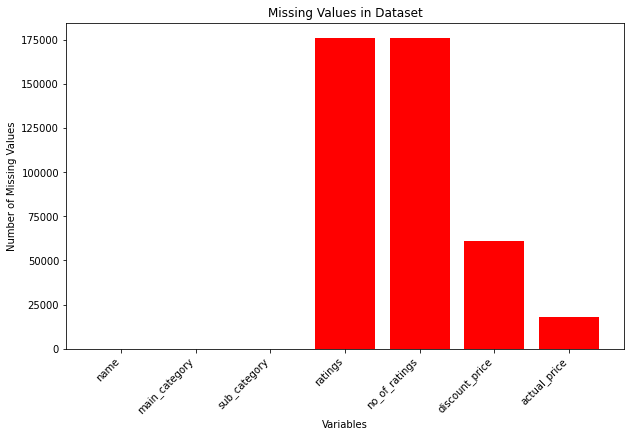 Missing Values in Dataset
Number of Missing Values
175000
150000
125000
100000
75000
50000
25000
0
name
main_category
sub_category
ratings
no_of_ratings
discount_price
actual_price
Variables